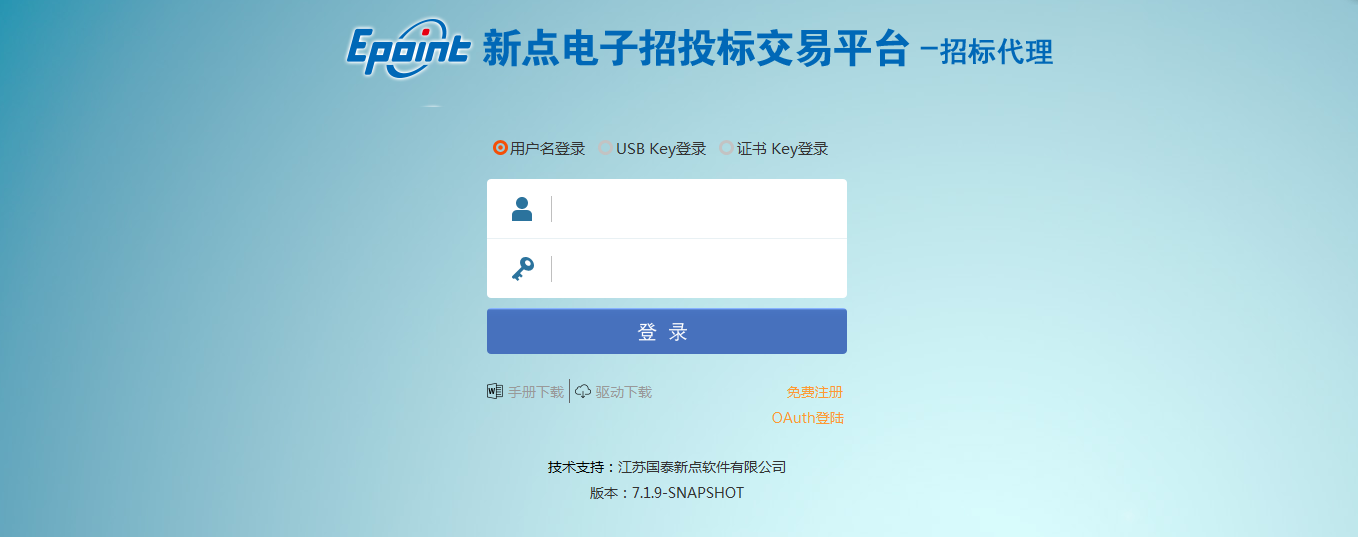 Epoint 新点电子招投标交易平台 －招标代理
用户名登录 USB Key登录 证书 Key登录
登 录
手册下载 驱动下载 免费注册
OAuth登陆
技术支持：江苏国泰新点软件有限公司
版本：7.1.9-SNAPSHOT